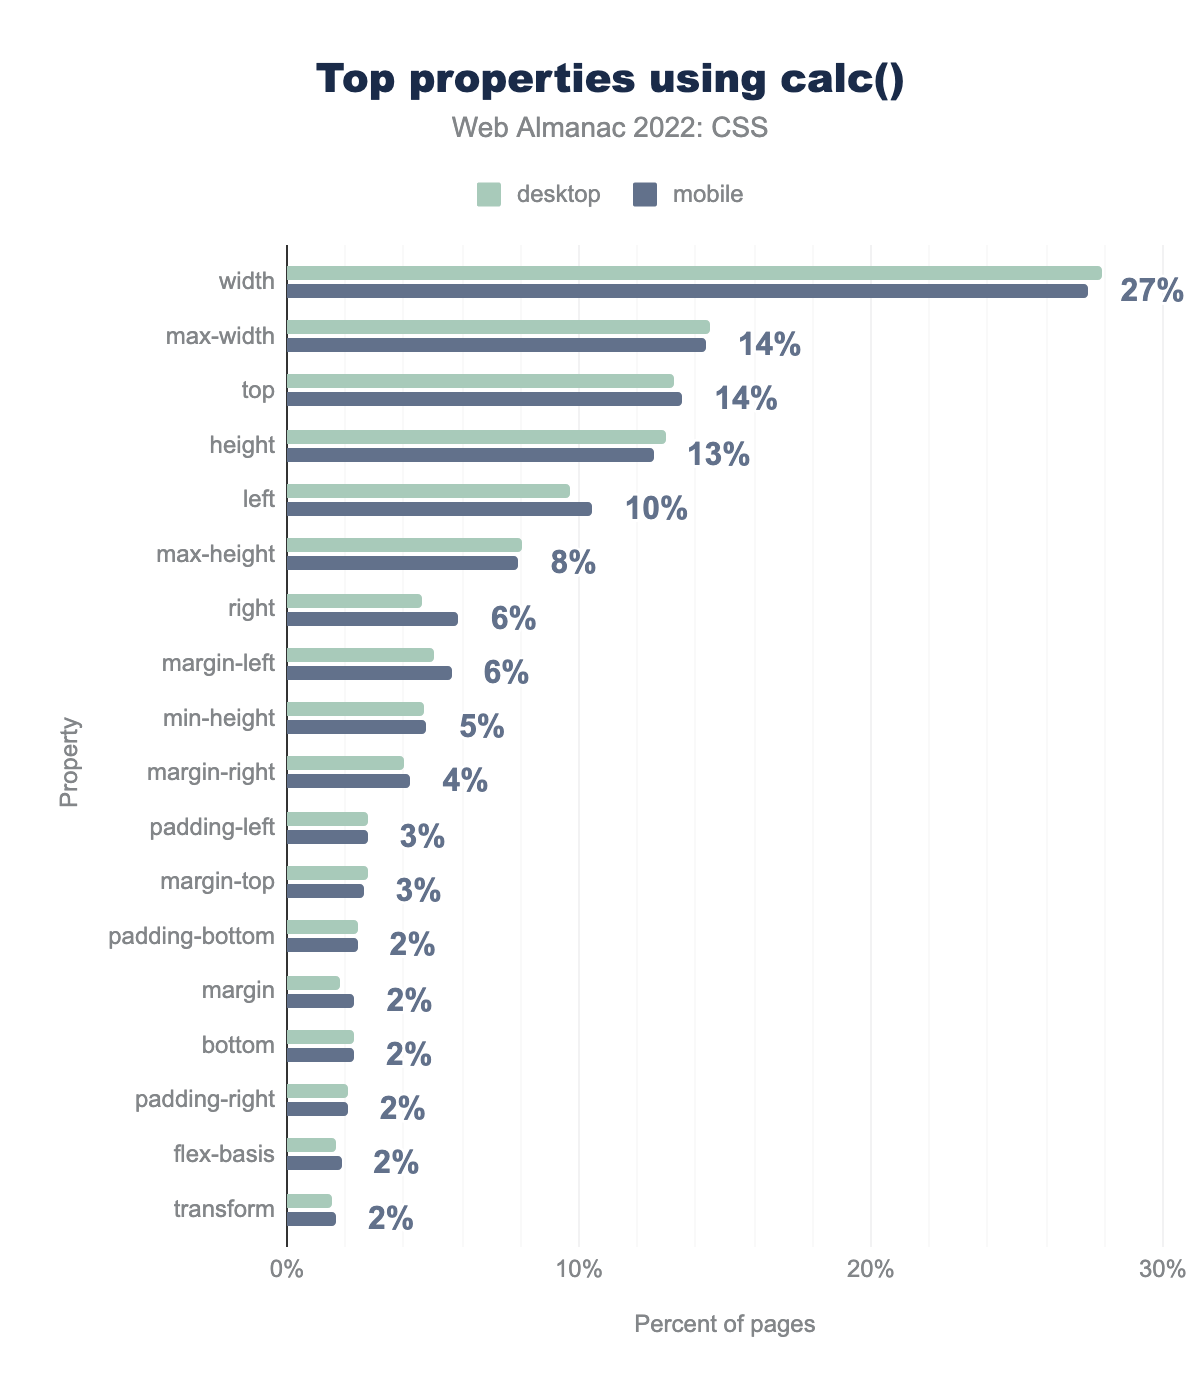 Top properties using calc()
Web Almanac 2022: CSS
desktop mobile
width 27%
max-width 14%
top 14%
height 13%
left 10%
max-height 8%
right 6%
margin-left 6%
min-height 5%
margin-right 4%
padding-left 3%
margin-top 3%
padding-bottom 2%
margin 2%
bottom 2%
padding-right 2%
flex-basis 2%
transform 2%
Property
0% 10% 20% 30%
Percent of pages